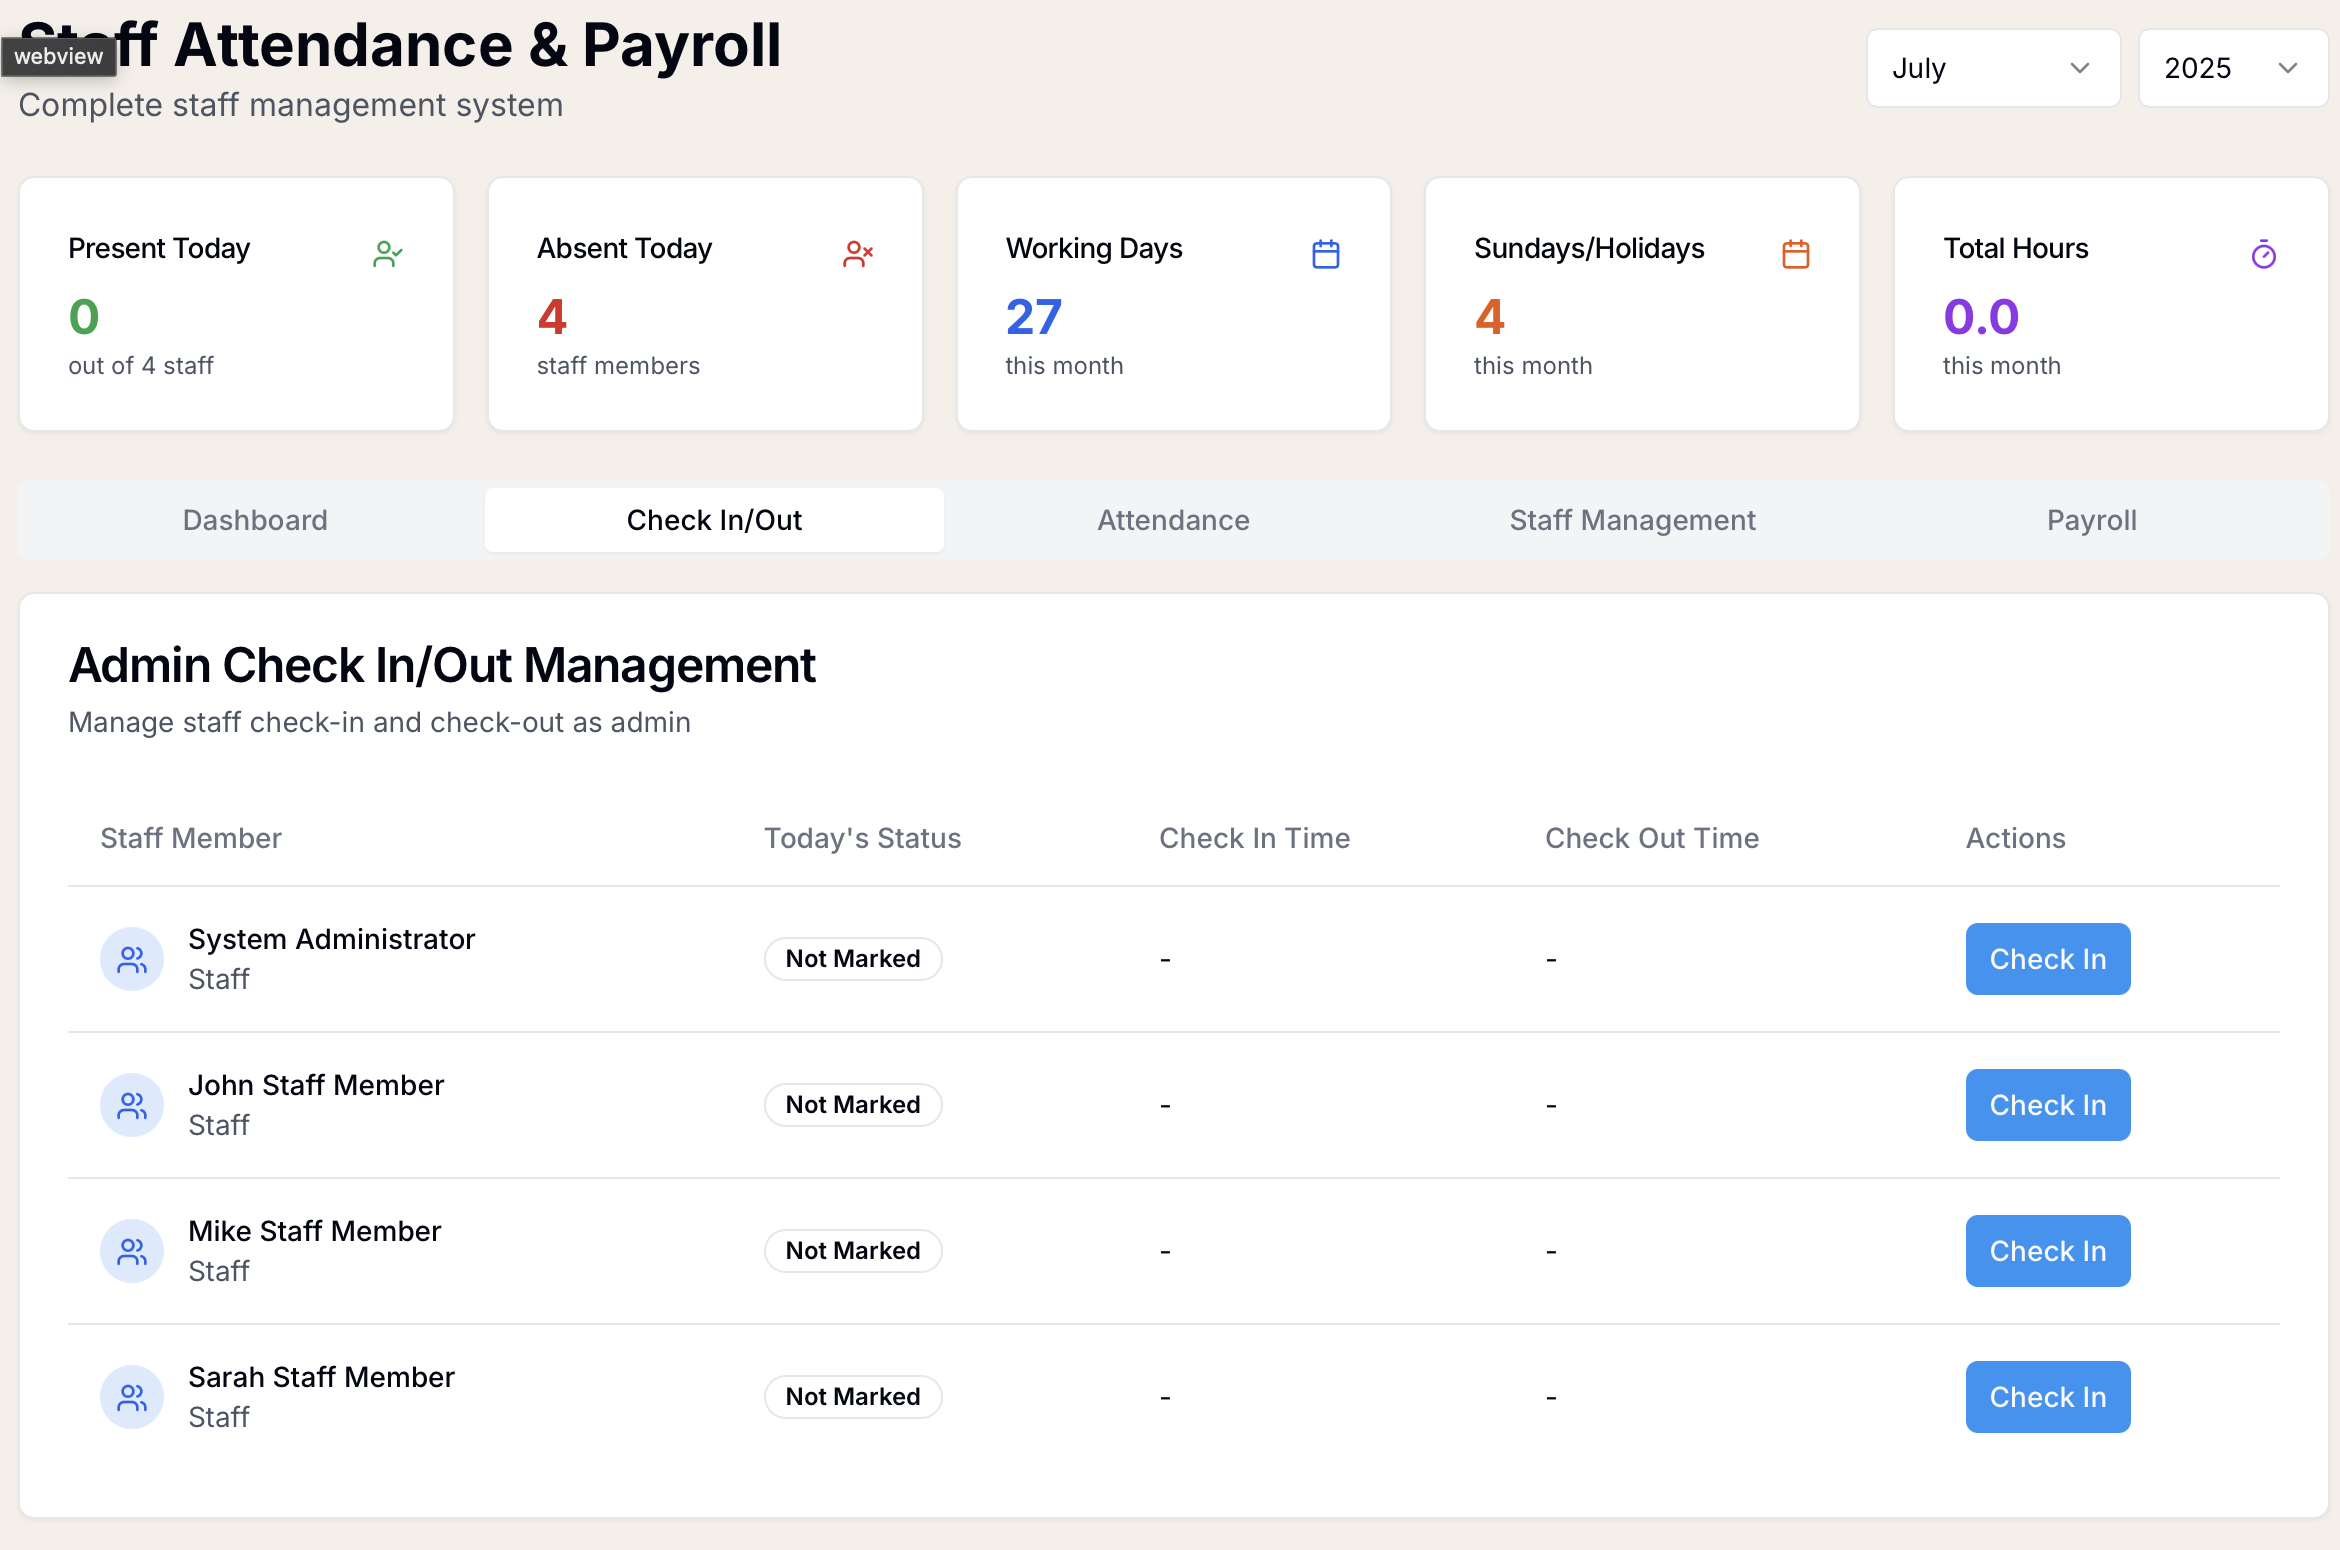 Staff Attendance & Payroll
webview
Complete staff management system
July
2025
Present Today
0
out of 4 staff
Absent Today
4
staff members
Working Days
27
this month
Sundays/Holidays
4
this month
Total Hours
0.0
this month
Dashboard
Check In/Out
Attendance
Staff Management
Payroll
Admin Check In/Out Management
Manage staff check-in and check-out as admin
Staff Member Today's Status Check In Time Check Out Time Actions
System Administrator
Staff
Not Marked - - Check In
John Staff Member
Staff
Not Marked - - Check In
Mike Staff Member
Staff
Not Marked - - Check In
Sarah Staff Member
Staff
Not Marked - - Check In